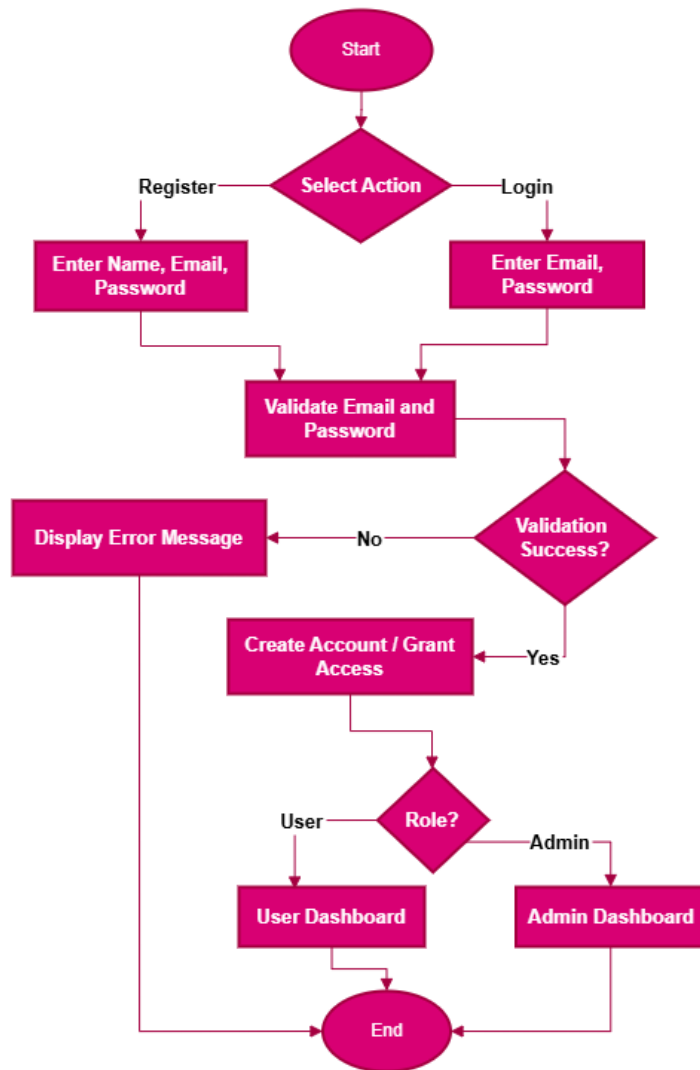 Start
Select Action
Register
Login
Enter Name, Email,
Password
Enter Email,
Password
Validate Email and
Password
Validation
Success?
No
Display Error Message
Yes
Create Account / Grant
Access
Role?
User
Admin
User Dashboard
Admin Dashboard
End